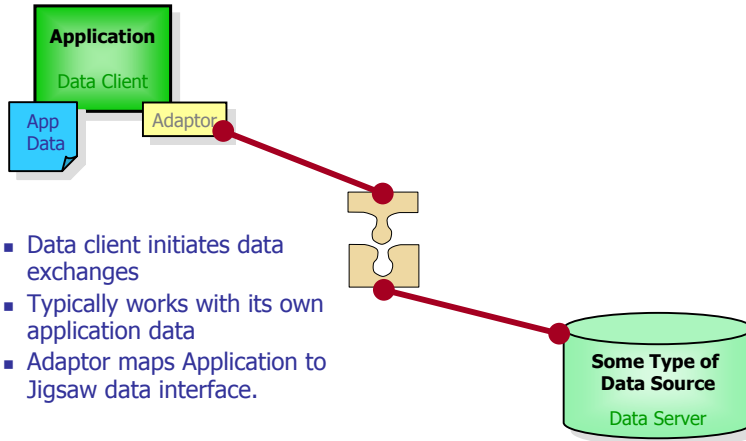 Application
Data Client
App
Data
Adaptor
▪ Data client initiates data
exchanges
▪ Typically works with its own
application data
▪ Adaptor maps Application to
Jigsaw data interface.
Some Type of
Data Source
Data Server